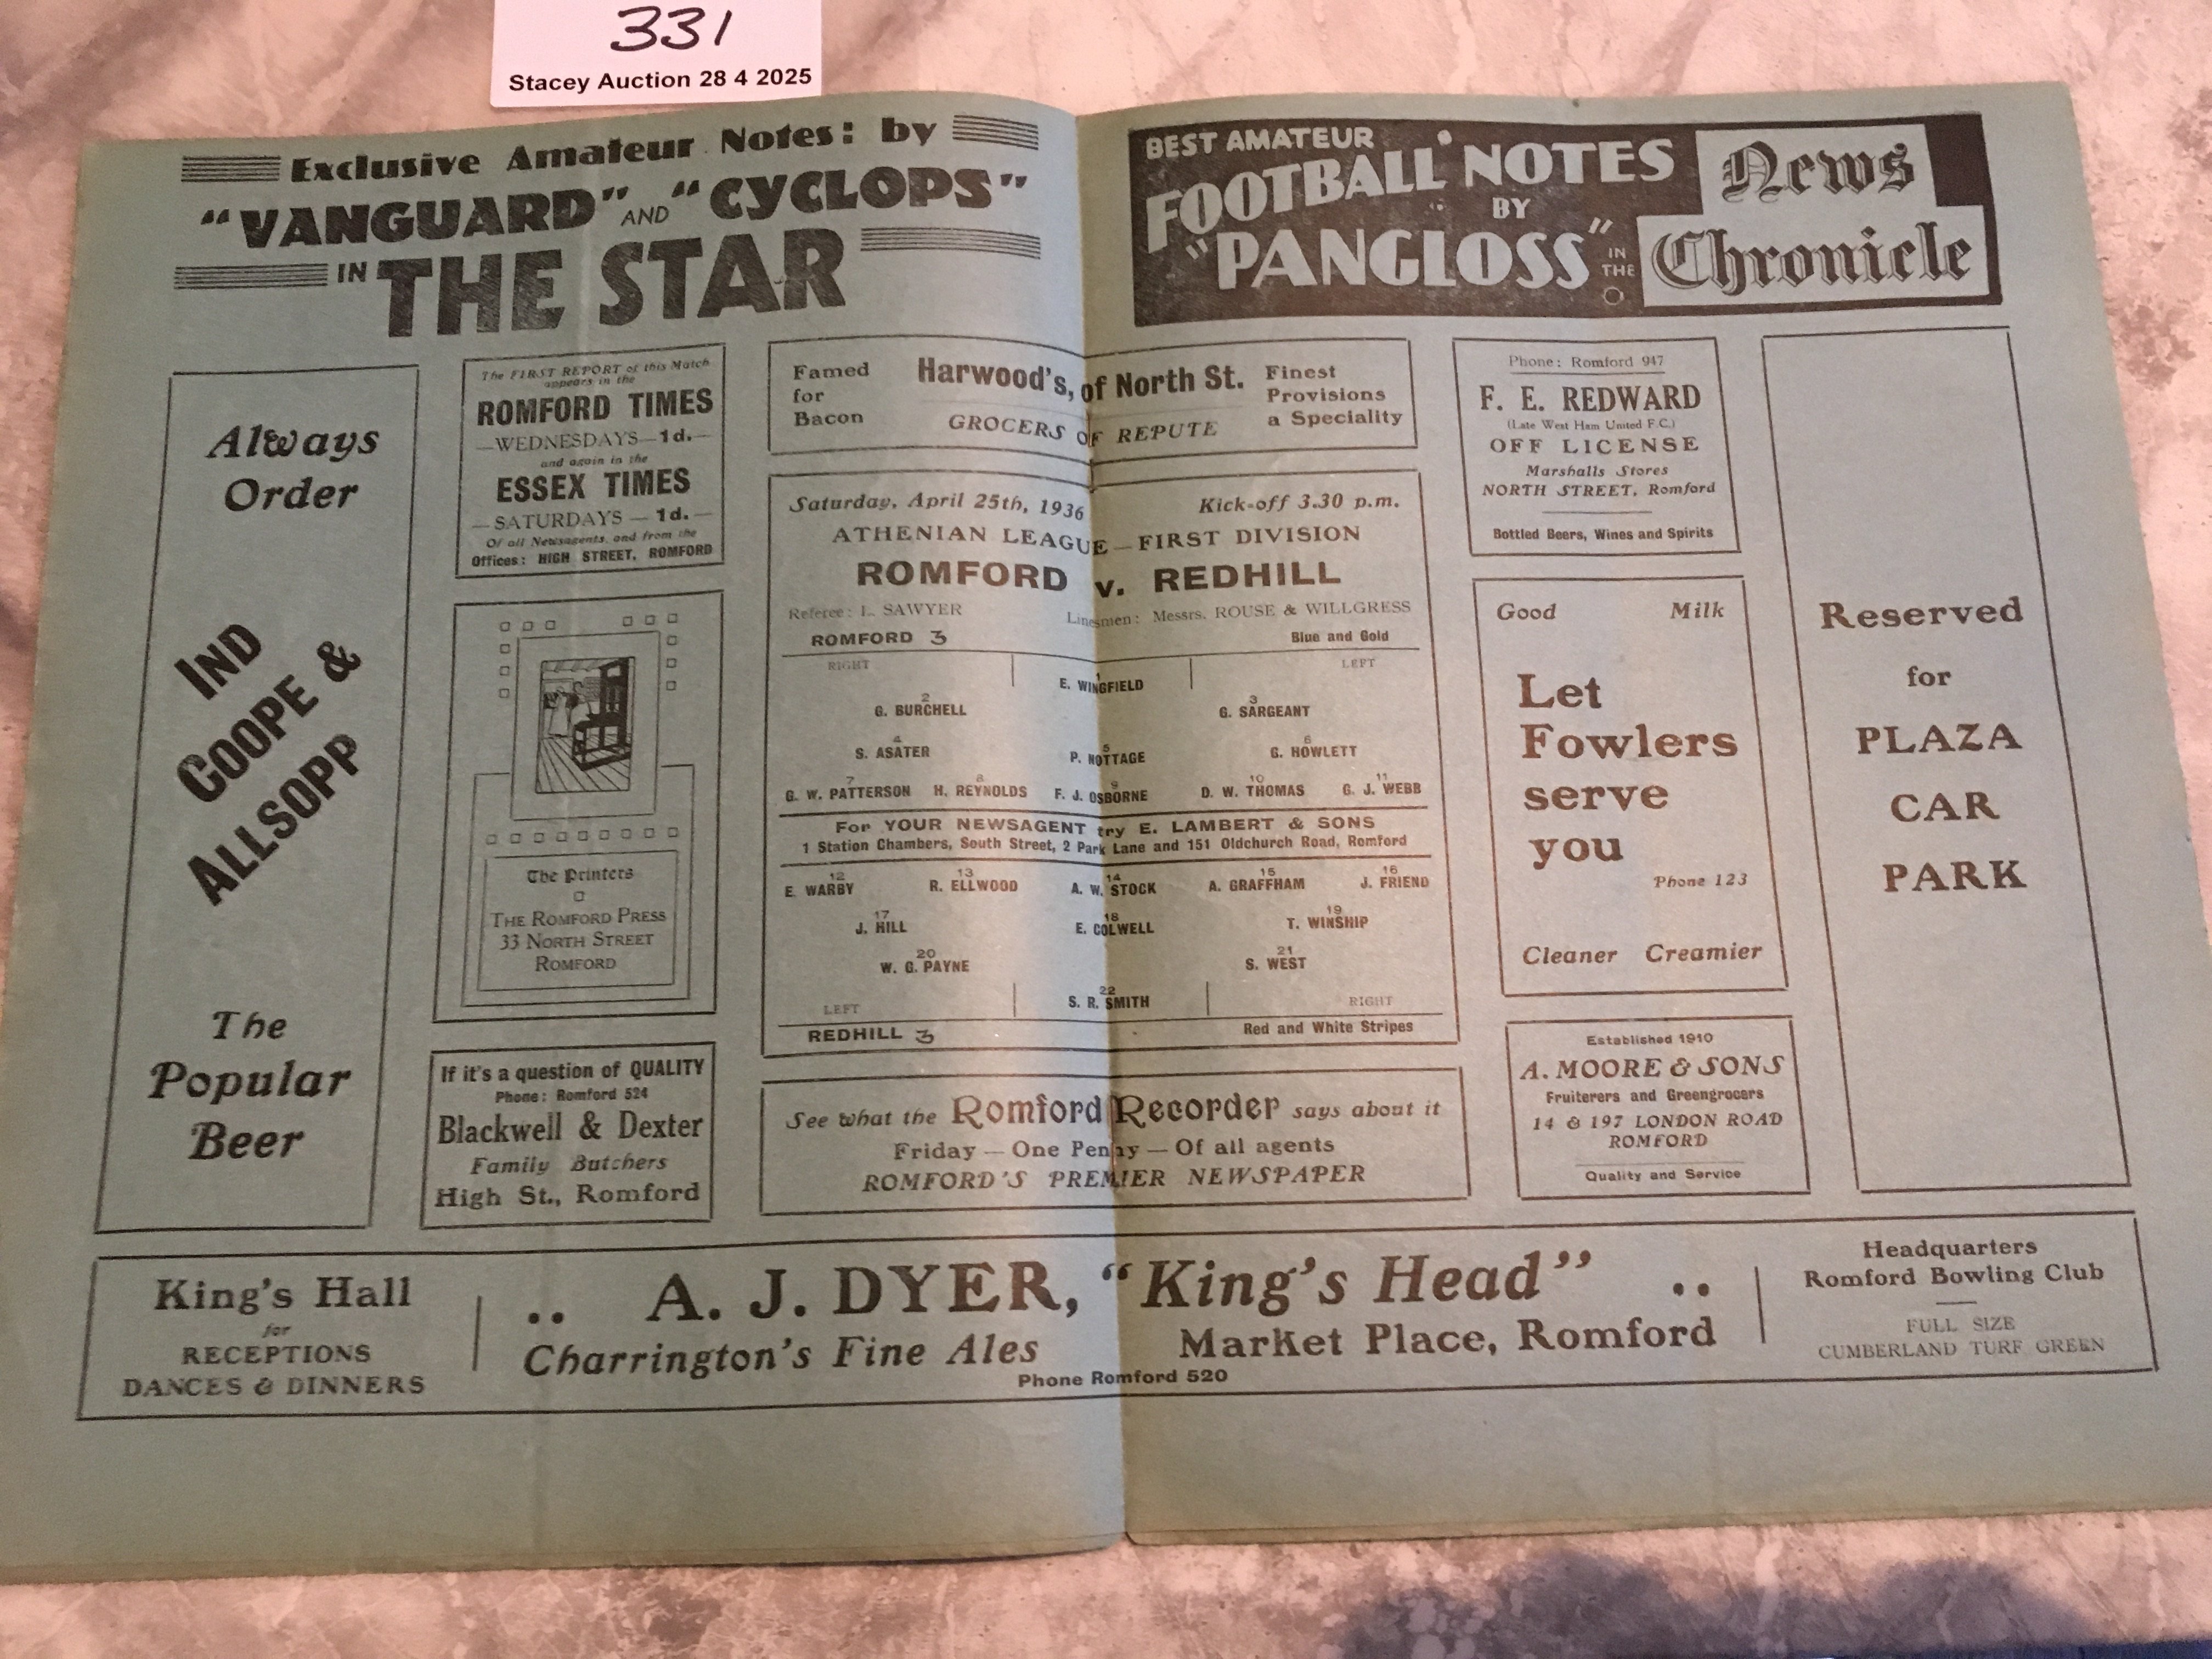 331
Stacey Auction 28 4 2025
Exclusive Amateur Notes: by
"VANGUARD" AND "CYCLOPS"
IN THE STAR
BEST AMATEUR
FOOTBALL NOTES
BY
"PANGLOSS"
IN THE
News
Chronicle
Always
Order
IND
COOPE &
ALLSOPP
The
Popular
Beer
The FIRST REPORT of this Match
appears in the
ROMFORD TIMES
—WEDNESDAYS—1d.—
and again in the
ESSEX TIMES
—SATURDAYS—1d.—
Of all Newsagents, and from the
Offices: HIGH STREET, ROMFORD
The Printers
THE ROMFORD PRESS
33 NORTH STREET
ROMFORD
If it's a question of QUALITY
Phone: Romford 524
Blackwell & Dexter
Family Butchers
High St., Romford
Famed
for
Bacon
Harwood's, of North St.
GROCERS OF REPUTE
Finest
Provisions
a Speciality
Saturday, April 25th, 1936 Kick-off 3.30 p.m.
ATHENIAN LEAGUE—FIRST DIVISION
ROMFORD v. REDHILL
Referee: L. SAWYER Linesmen: Messrs. ROUSE & WILLGRESS
ROMFORD 3 Blue and Gold
RIGHT LEFT
1
E. WINGFIELD
2 3
G. BURCHELL G. SARGEANT
4 5 6
S. ASATER P. NOTTAGE G. HOWLETT
7 8 9 10 11
G. W. PATTERSON H. REYNOLDS F. J. OSBORNE D. W. THOMAS G. J. WEBB
For YOUR NEWSAGENT try E. LAMBERT & SONS
1 Station Chambers, South Street, 2 Park Lane and 151 Oldchurch Road, Romford
12 13 14 15 16
E. WARBY R. ELLWOOD A. W. STOCK A. GRAFFHAM J. FRIEND
17 18 19
J. HILL E. COLWELL T. WINSHIP
20 21
W. G. PAYNE S. WEST
22
S. R. SMITH
LEFT RIGHT
REDHILL 3 Red and White Stripes
See what the Romford Recorder says about it
Friday — One Penny — Of all agents
ROMFORD'S PREMIER NEWSPAPER
Phone: Romford 947
F. E. REDWARD
(Late West Ham United F.C.)
OFF LICENSE
Marshalls Stores
NORTH STREET, Romford
Bottled Beers, Wines and Spirits
Good Milk
Let
Fowlers
serve
you
Phone 123
Cleaner Creamier
Established 1910
A. MOORE & SONS
Fruiterers and Greengrocers
14 & 197 LONDON ROAD
ROMFORD
Quality and Service
Reserved
for
PLAZA
CAR
PARK
King's Hall
for
RECEPTIONS
DANCES & DINNERS
.. A. J. DYER, "King's Head" ..
Charrington's Fine Ales Market Place, Romford
Phone Romford 520
Headquarters
Romford Bowling Club
FULL SIZE
CUMBERLAND TURF GREEN